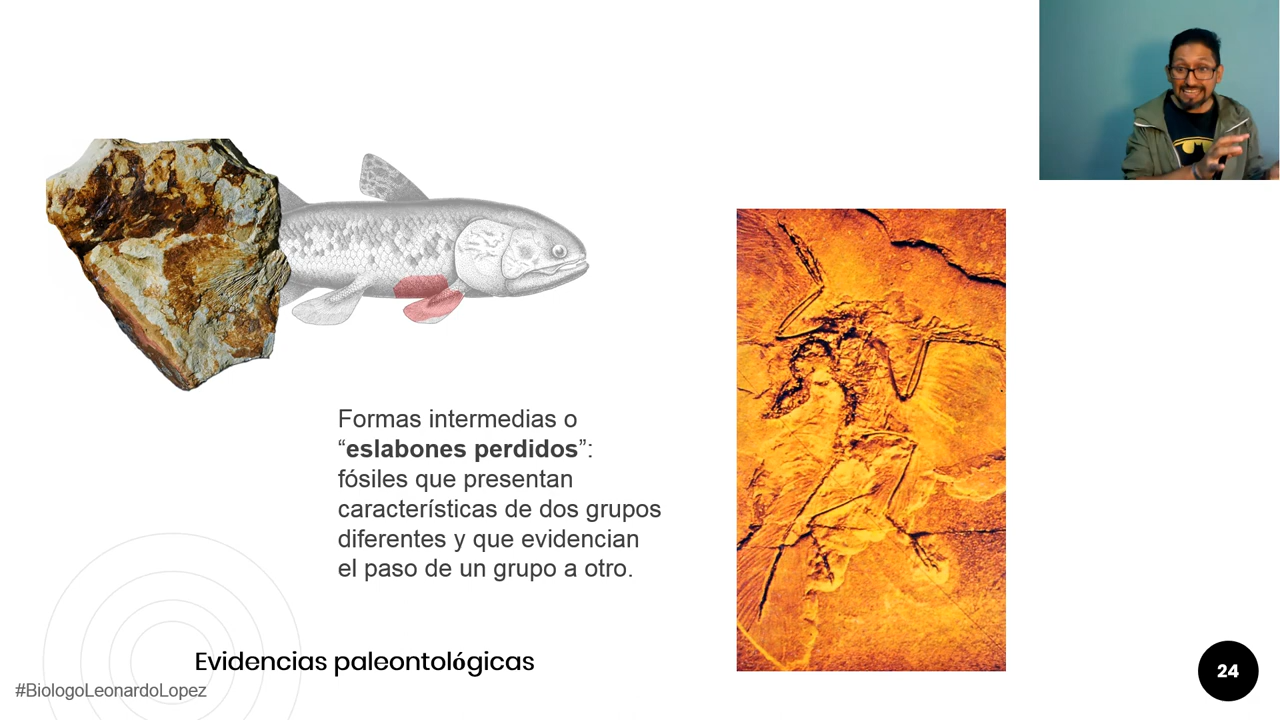 Formas intermedias o
“eslabones perdidos”:
fósiles que presentan
características de dos grupos
diferentes y que evidencian
el paso de un grupo a otro.
Evidencias paleontológicas
#BiologoLeonardoLopez
24